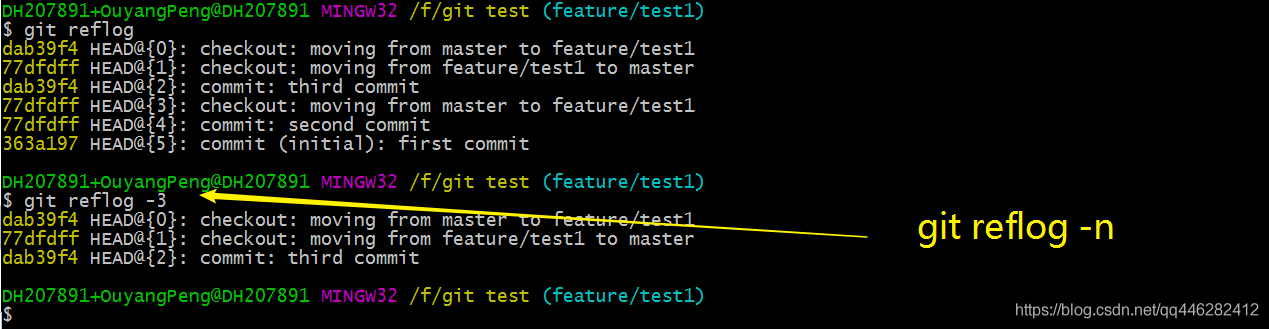 DH207891+OuyangPeng@DH207891 MINGW32 /f/git test (feature/test1)
$ git reflog
dab39f4 HEAD@{0}: checkout: moving from master to feature/test1
77dfdff HEAD@{1}: checkout: moving from feature/test1 to master
dab39f4 HEAD@{2}: commit: third commit
77dfdff HEAD@{3}: checkout: moving from master to feature/test1
77dfdff HEAD@{4}: commit: second commit
363a197 HEAD@{5}: commit (initial): first commit
DH207891+OuyangPeng@DH207891 MINGW32 /f/git test (feature/test1)
$ git reflog -3
dab39f4 HEAD@{0}: checkout: moving from master to feature/test1
77dfdff HEAD@{1}: checkout: moving from feature/test1 to master
dab39f4 HEAD@{2}: commit: third commit
git reflog -n
DH207891+OuyangPeng@DH207891 MINGW32 /f/git test (feature/test1)
$
https://blog.csdn.net/qq446282412